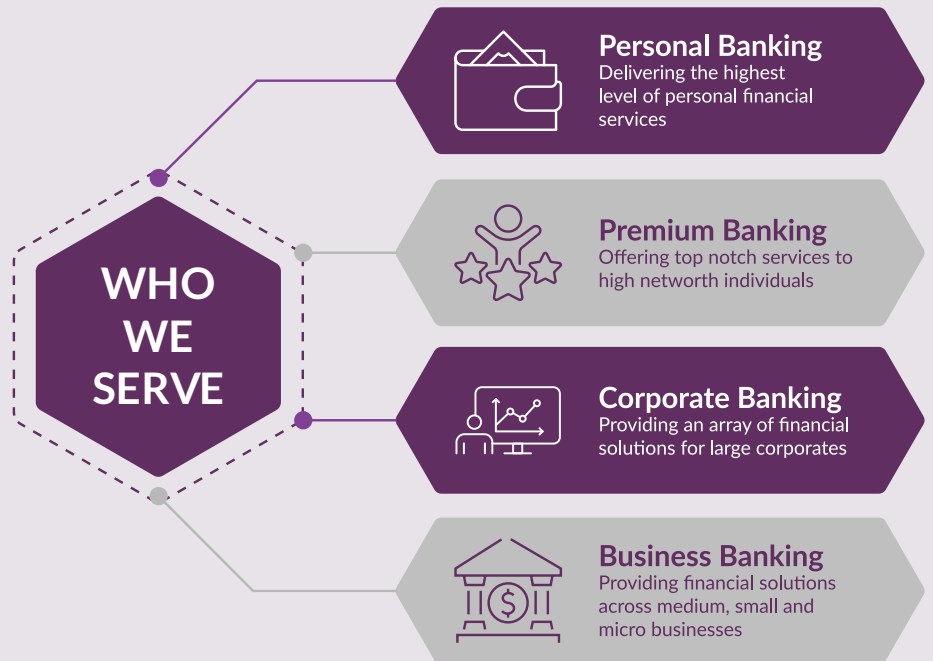 WHO
WE
SERVE
Personal Banking
Delivering the highest
level of personal financial
services
Premium Banking
Offering top notch services to
high networth individuals
Corporate Banking
Providing an array of financial
solutions for large corporates
Business Banking
Providing financial solutions
across medium, small and
micro businesses
$